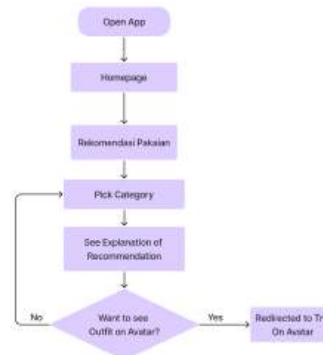 Open App
Homepage
Rekomendasi Pakaian
Pick Category
See Explanation of
Recommendation
Want to see
Outfit on Avatar?
No
Yes
Redirected to
On Avatar